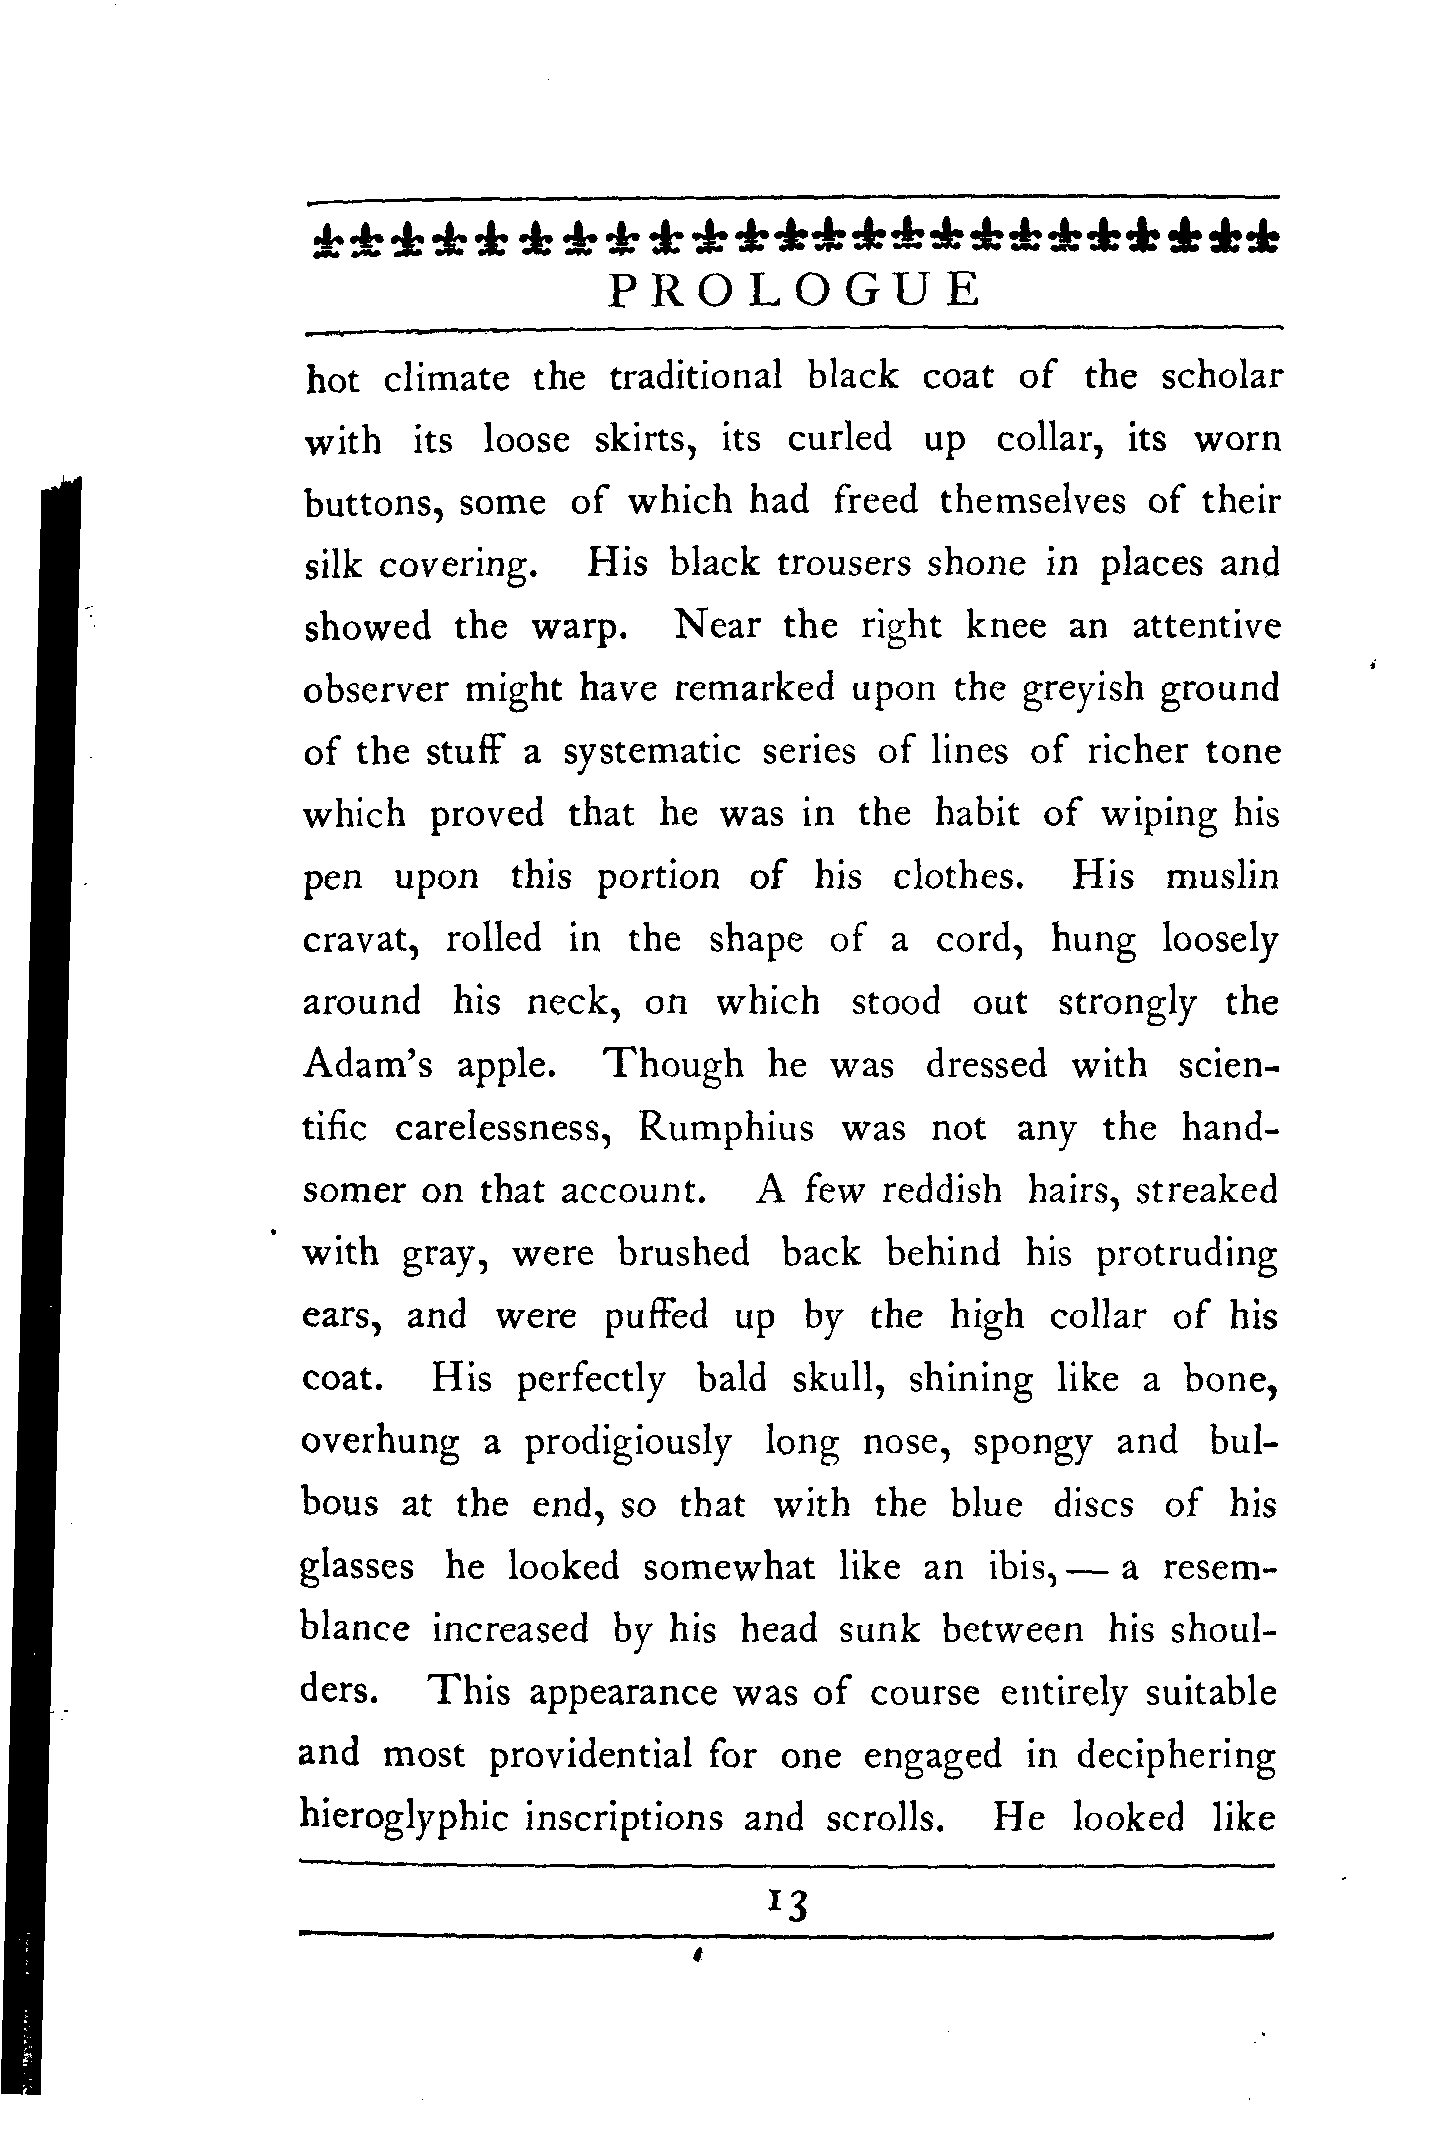 PROLOGUE
hot climate the traditional black coat of the scholar
with its loose skirts, its curled up collar, its worn
buttons, some of which had freed themselves of their
silk covering. His black trousers shone in places and
showed the warp. Near the right knee an attentive
observer might have remarked upon the greyish ground
of the stuff a systematic series of lines of richer tone
which proved that he was in the habit of wiping his
pen upon this portion of his clothes. His muslin
cravat, rolled in the shape of a cord, hung loosely
around his neck, on which stood out strongly the
Adam's apple. Though he was dressed with scien-
tific carelessness, Rumphius was not any the hand-
somer on that account. A few reddish hairs, streaked
with gray, were brushed back behind his protruding
ears, and were puffed up by the high collar of his
coat. His perfectly bald skull, shining like a bone,
overhung a prodigiously long nose, spongy and bul-
bous at the end, so that with the blue discs of his
glasses he looked somewhat like an ibis, — a resem-
blance increased by his head sunk between his shoul-
ders. This appearance was of course entirely suitable
and most providential for one engaged in deciphering
hieroglyphic inscriptions and scrolls. He looked like
13